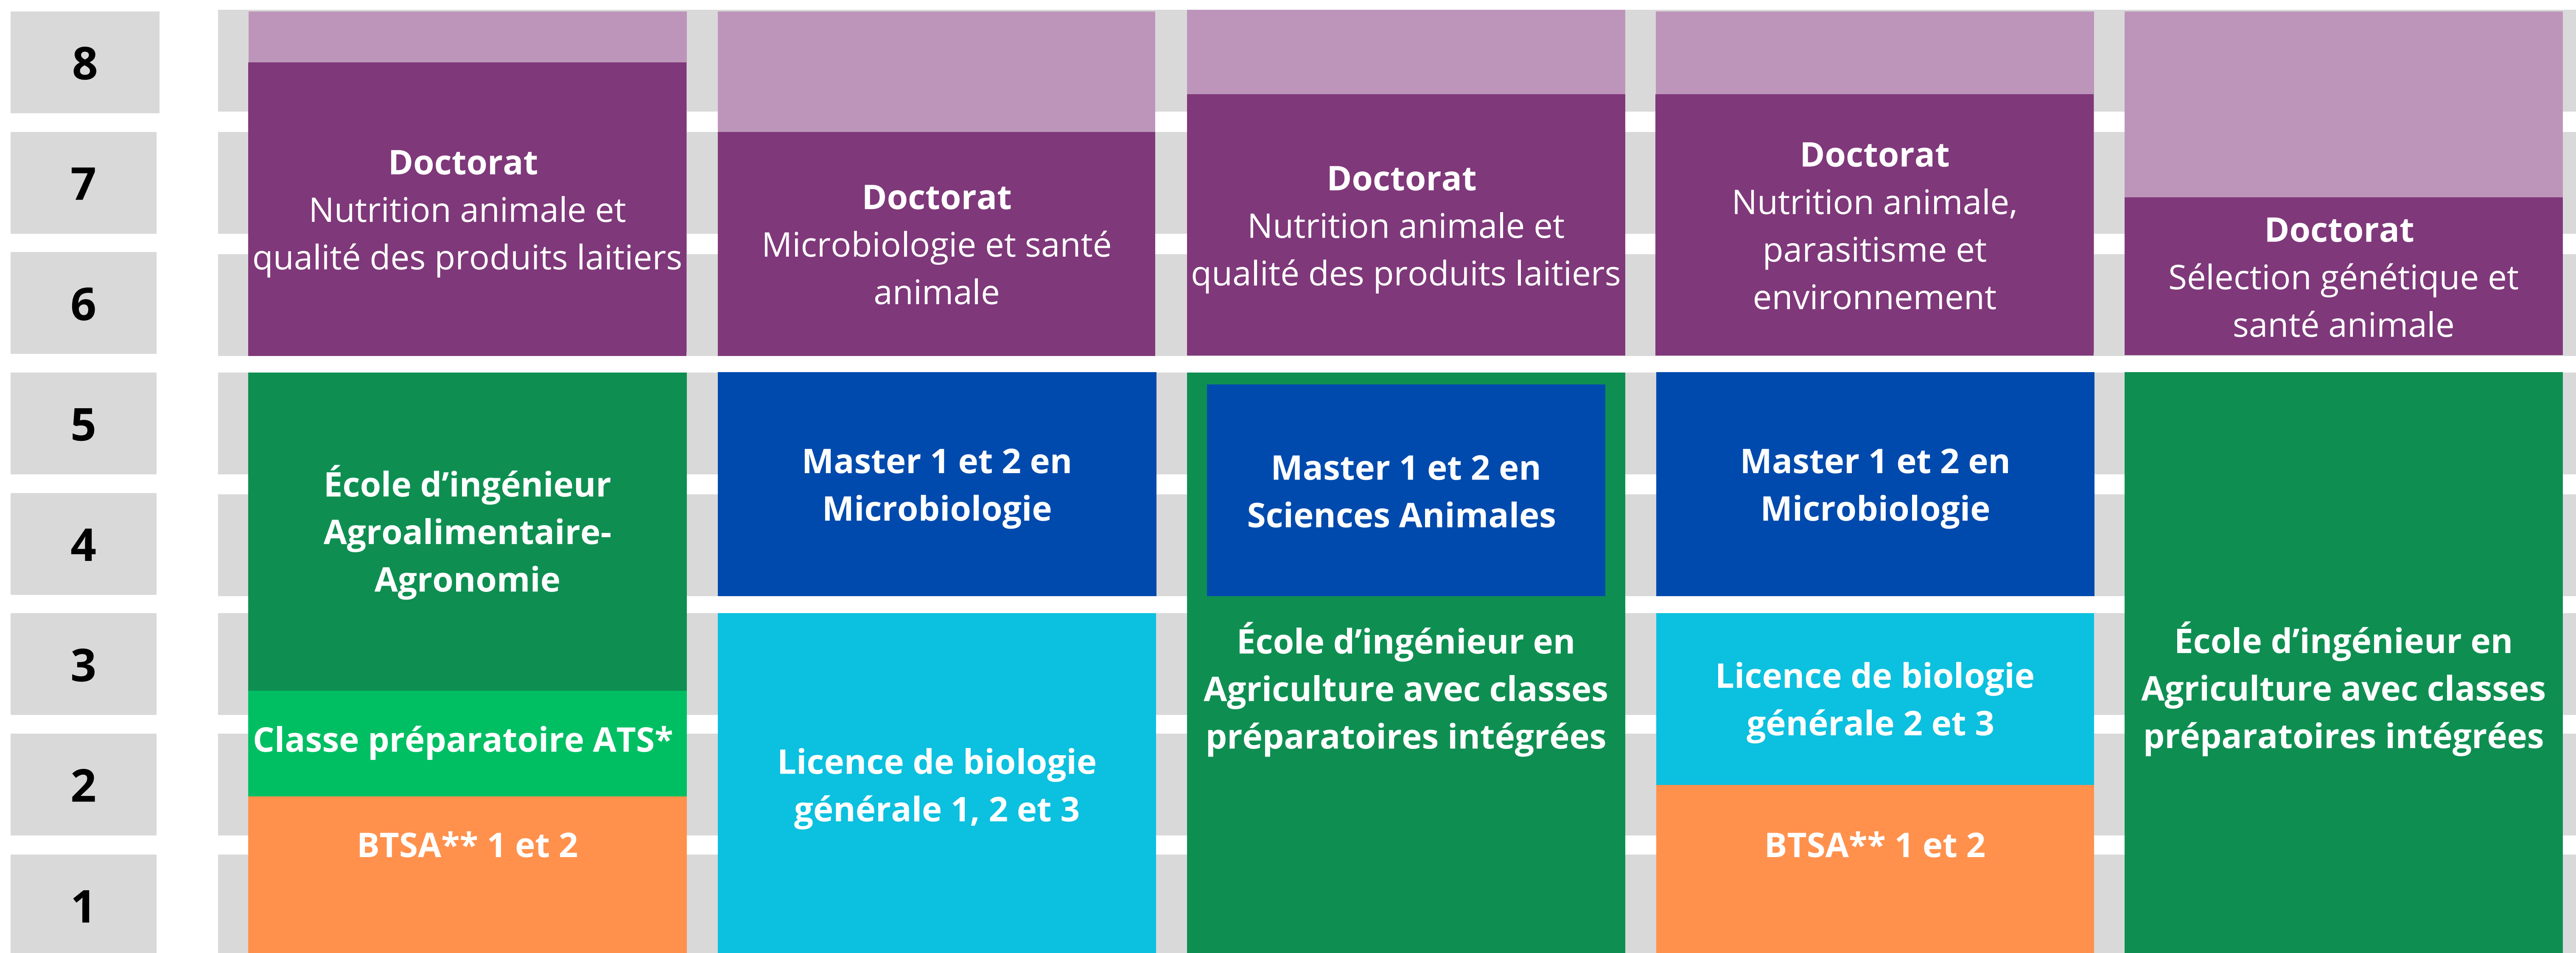 8
7
6
5
4
3
2
1
Doctorat
Nutrition animale et
qualité des produits laitiers
École d’ingénieur
Agroalimentaire-
Agronomie
Classe préparatoire ATS*
BTSA** 1 et 2
Doctorat
Microbiologie et santé
animale
Master 1 et 2 en
Microbiologie
Licence de biologie
générale 1, 2 et 3
Doctorat
Nutrition animale et
qualité des produits laitiers
Master 1 et 2 en
Sciences Animales
École d’ingénieur en
Agriculture avec classes
préparatoires intégrées
Doctorat
Nutrition animale,
parasitisme et
environnement
Master 1 et 2 en
Microbiologie
Licence de biologie
générale 2 et 3
BTSA** 1 et 2
Doctorat
Sélection génétique et
santé animale
École d’ingénieur en
Agriculture avec classes
préparatoires intégrées